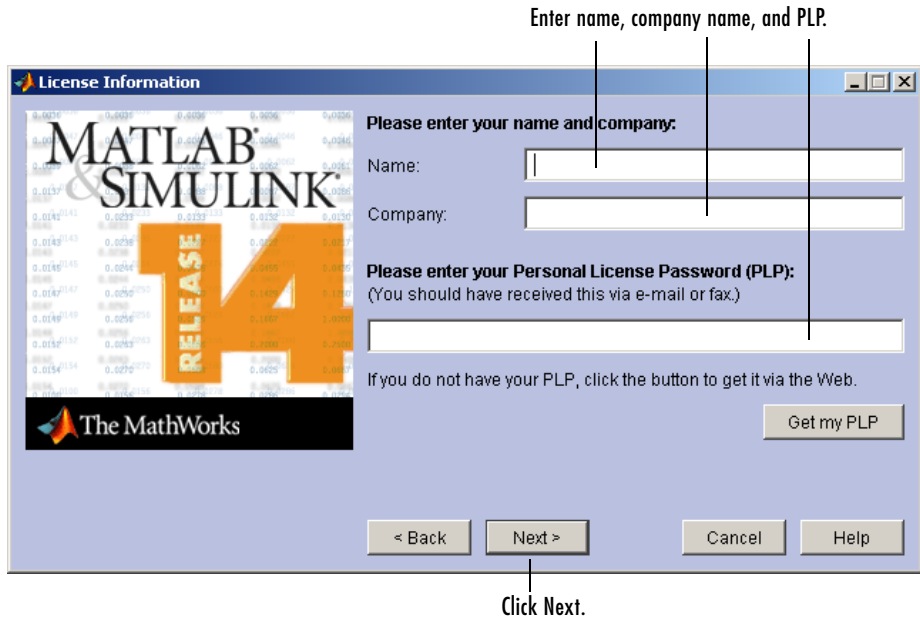 Enter name, company name, and PLP.
License Information
Please enter your name and company:
MATLAB®
& SIMULINK®
Name:
Company:
RELEASE
14
Please enter your Personal License Password (PLP):
(You should have received this via e-mail or fax.)
If you do not have your PLP, click the button to get it via the Web.
The MathWorks
Get my PLP
< Back
Next >
Cancel
Help
Click Next.